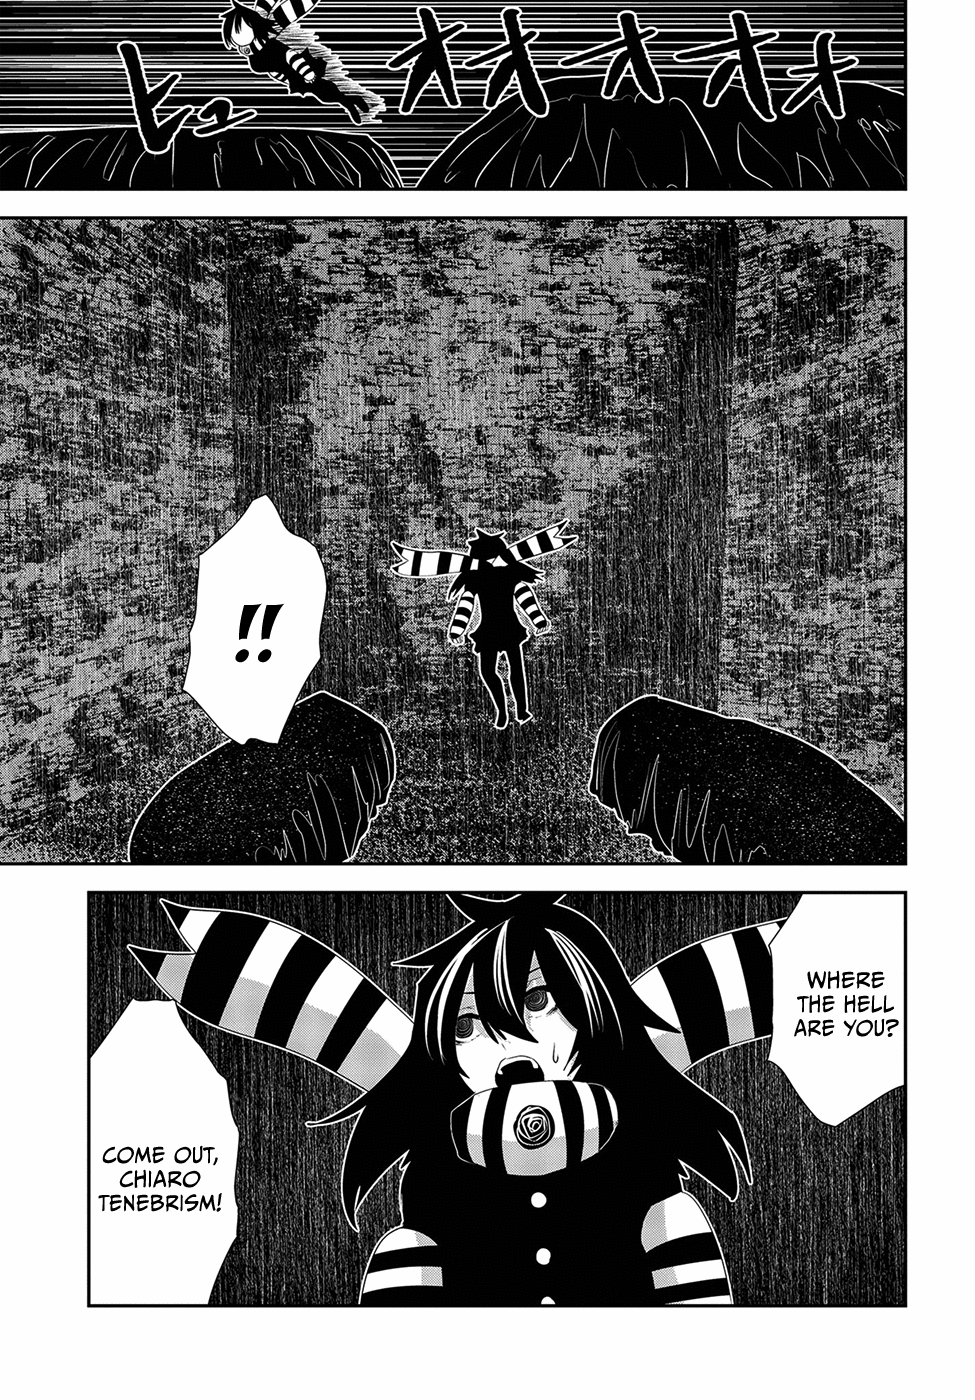 ヒュオオオオオ
!!
WHERE
THE HELL
ARE YOU?
COME OUT,
CHIARO
TENEBRISM!